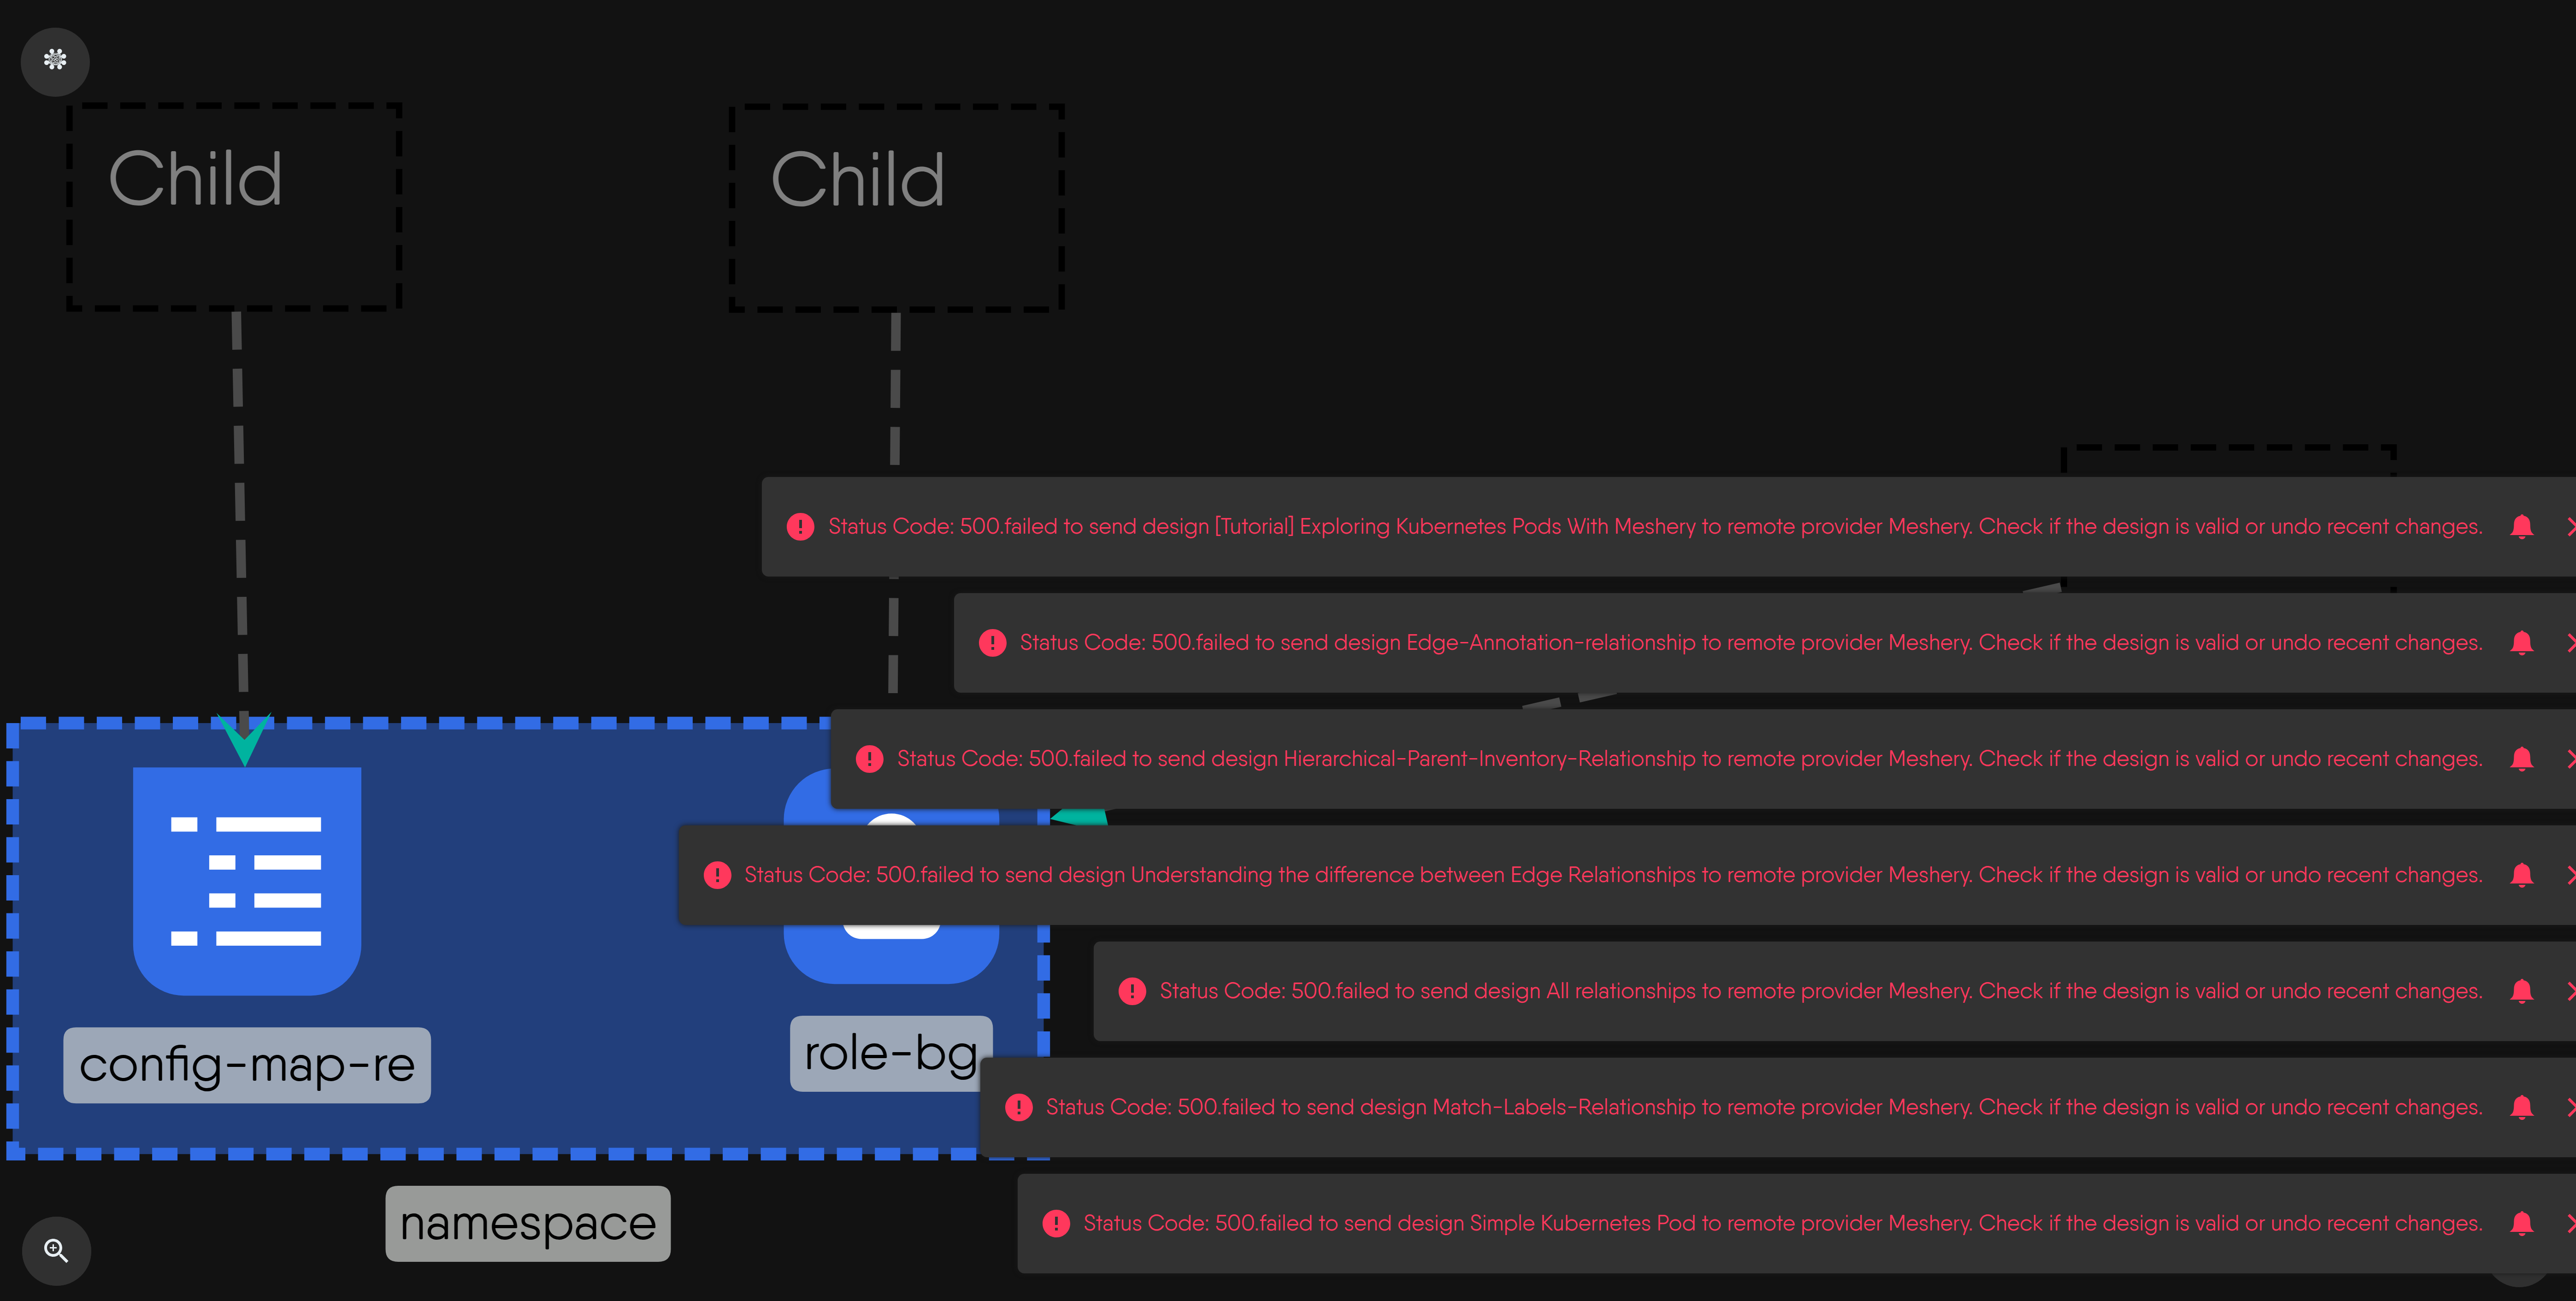 Child
Child
Status Code: 500.failed to send design [Tutorial] Exploring Kubernetes Pods With Meshery to remote provider Meshery. Check if the design is valid or undo recent changes.
Status Code: 500.failed to send design Edge-Annotation-relationship to remote provider Meshery. Check if the design is valid or undo recent changes.
Status Code: 500.failed to send design Hierarchical-Parent-Inventory-Relationship to remote provider Meshery. Check if the design is valid or undo recent changes.
Status Code: 500.failed to send design Understanding the difference between Edge Relationships to remote provider Meshery. Check if the design is valid or undo recent changes.
Status Code: 500.failed to send design All relationships to remote provider Meshery. Check if the design is valid or undo recent changes.
config-map-re
role-bg
Status Code: 500.failed to send design Match-Labels-Relationship to remote provider Meshery. Check if the design is valid or undo recent changes.
namespace
Status Code: 500.failed to send design Simple Kubernetes Pod to remote provider Meshery. Check if the design is valid or undo recent changes.